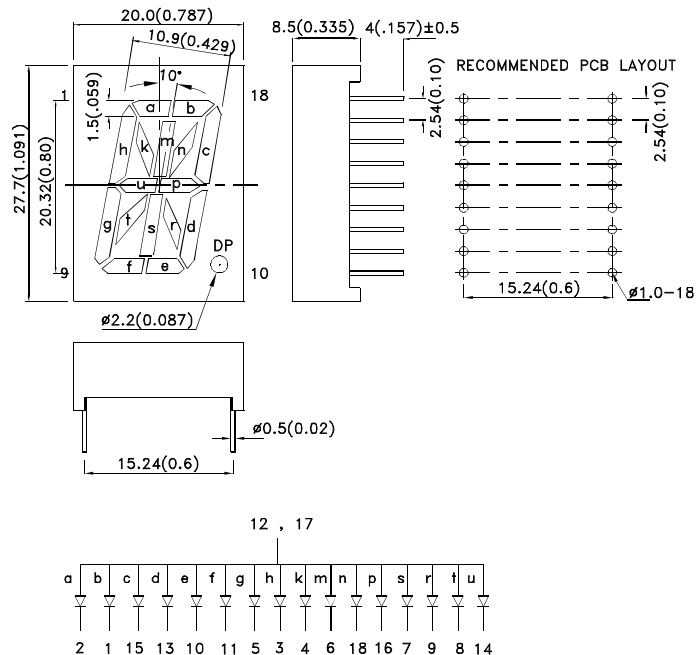 20.0(0.787)
10.9(0.429)
10°
8.5(0.335)
4(.157)±0.5
RECOMMENDED PCB LAYOUT
2.54(0.10)
2.54(0.10)
1
18
1.5(.059)
27.7(1.091)
20.32(0.80)
a b
h k m n c
u p
g t s r d
f e
DP
9
10
ø2.2(0.087)
15.24(0.6)
ø1.0-18
ø0.5(0.02)
15.24(0.6)
12 , 17
a b c d e f g h k m n p s r t u
2 1 15 13 10 11 5 3 4 6 18 16 7 9 8 14